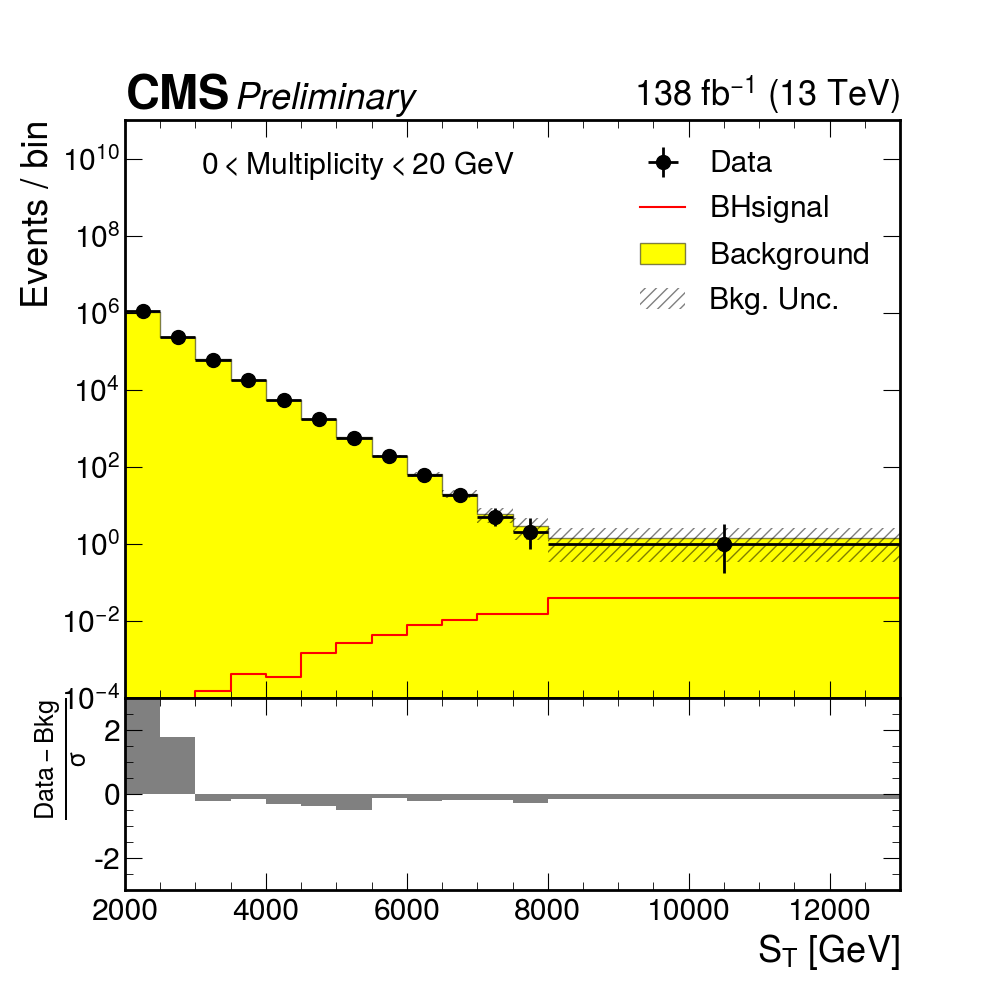 CMS Preliminary 138 fb⁻¹ (13 TeV)
Events / bin
0 < Multiplicity < 20 GeV
Data
BHsignal
Background
Bkg. Unc.
10¹⁰
10⁸
10⁶
10⁴
10²
10⁰
10⁻²
10⁻⁴
Data − Bkg
σ
2
0
-2
2000 4000 6000 8000 10000 12000
S_T [GeV]